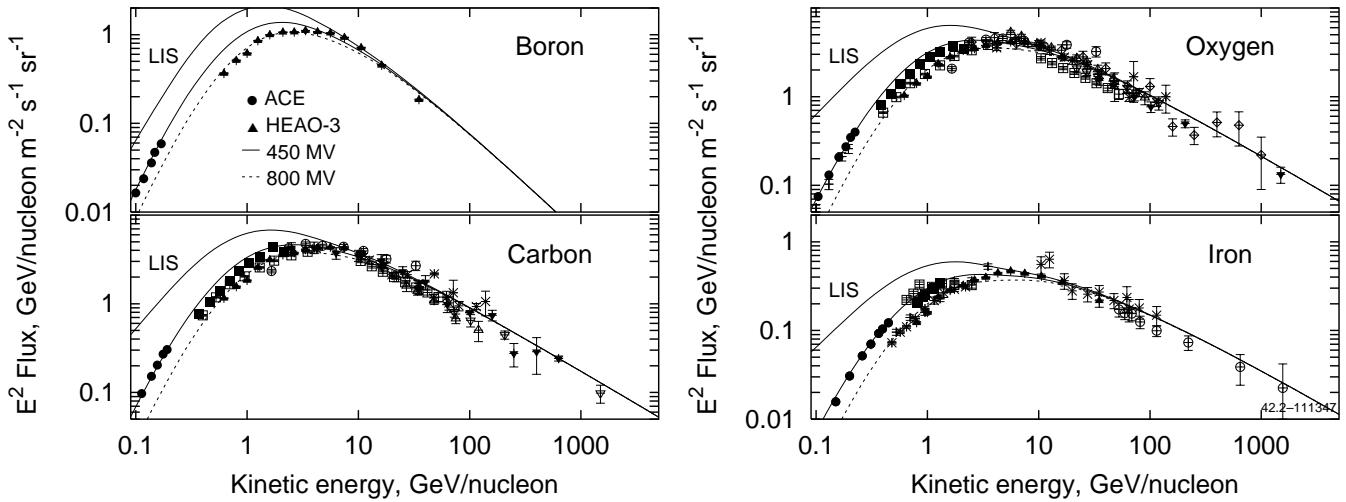 E2 Flux, GeV/nucleon m-2 s-1 sr-1
1
0.1
0.01
LIS
Boron
ACE
HEAO-3
450 MV
800 MV
10
1
0.1
LIS
Carbon
0.1 1 10 100 1000
Kinetic energy, GeV/nucleon
E2 Flux, GeV/nucleon m-2 s-1 sr-1
1
0.1
LIS
Oxygen
1
0.1
0.01
LIS
Iron
42.2–111347
0.1 1 10 100 1000
Kinetic energy, GeV/nucleon